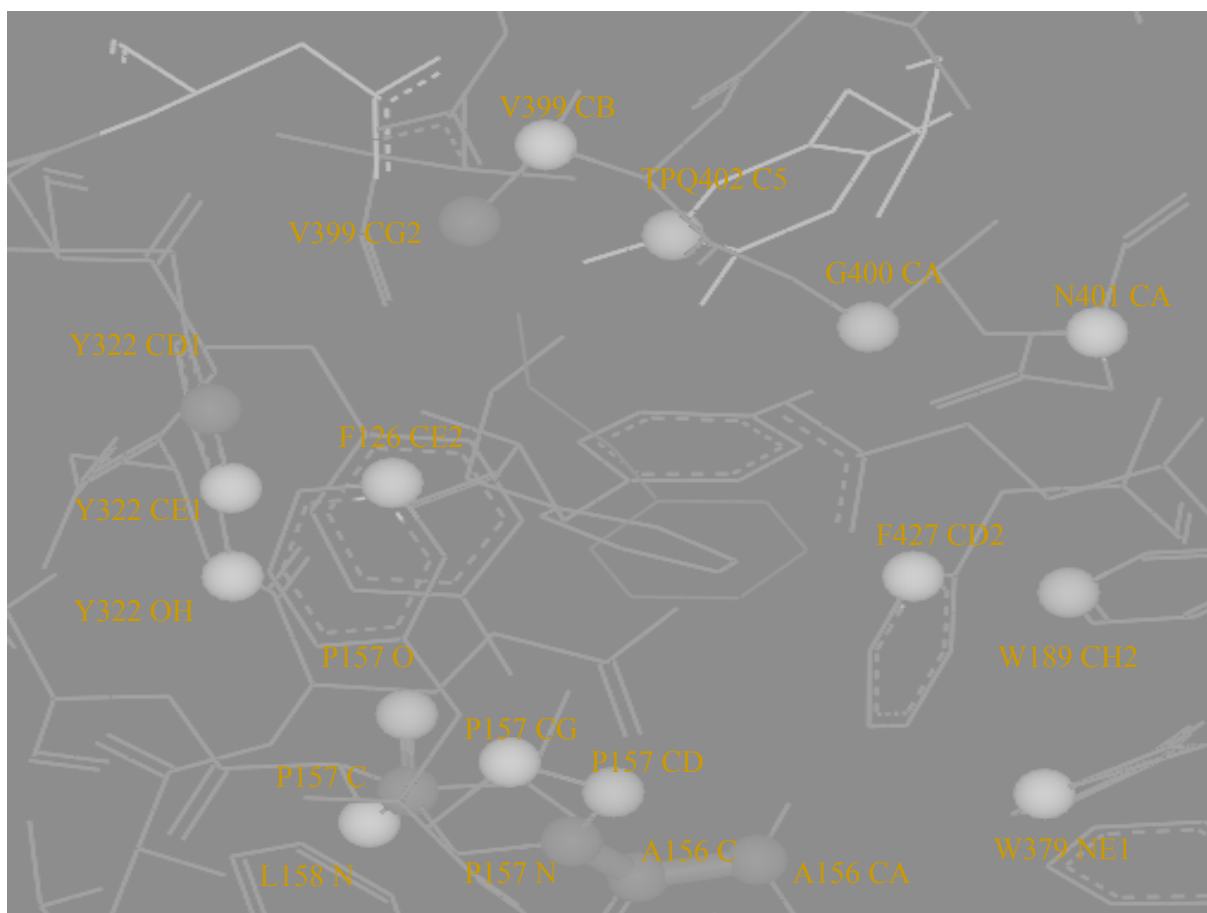 V399 CB
TPQ402 C5
V399 CG2
G400 CA
N401 CA
Y322 CD1
F126 CE2
Y322 CE1
F427 CD2
Y322 OH
P157 O
W189 CH2
P157 CG
P157 C
P157 CD
A156 C
W379 NE1
L158 N
P157 N
A156 CA